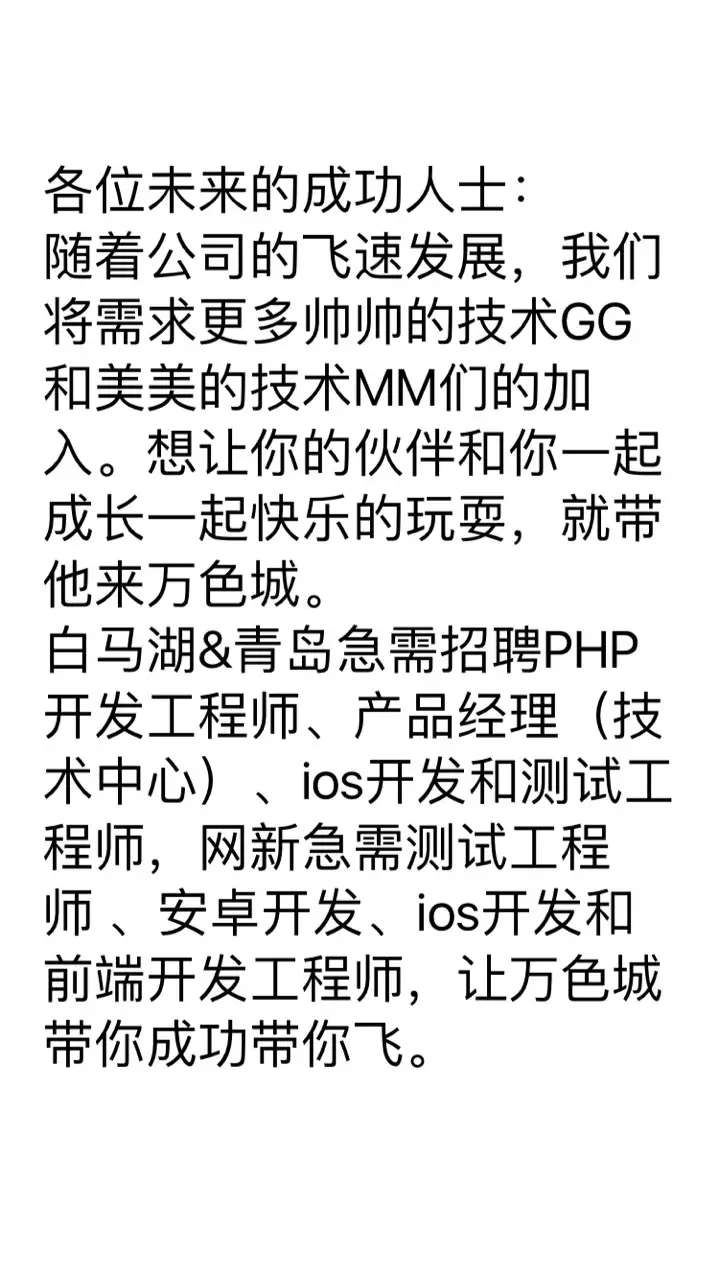 各位未来的成功人士：
随着公司的飞速发展，我们
将需求更多帅帅的技术GG
和美美的技术MM们的加
入。想让你的伙伴和你一起
成长一起快乐的玩耍，就带
他来万色城。
白马湖&青岛急需招聘PHP
开发工程师、产品经理（技
术中心）、ios开发和测试工
程师，网新急需测试工程
师 、安卓开发、ios开发和
前端开发工程师，让万色城
带你成功带你飞。